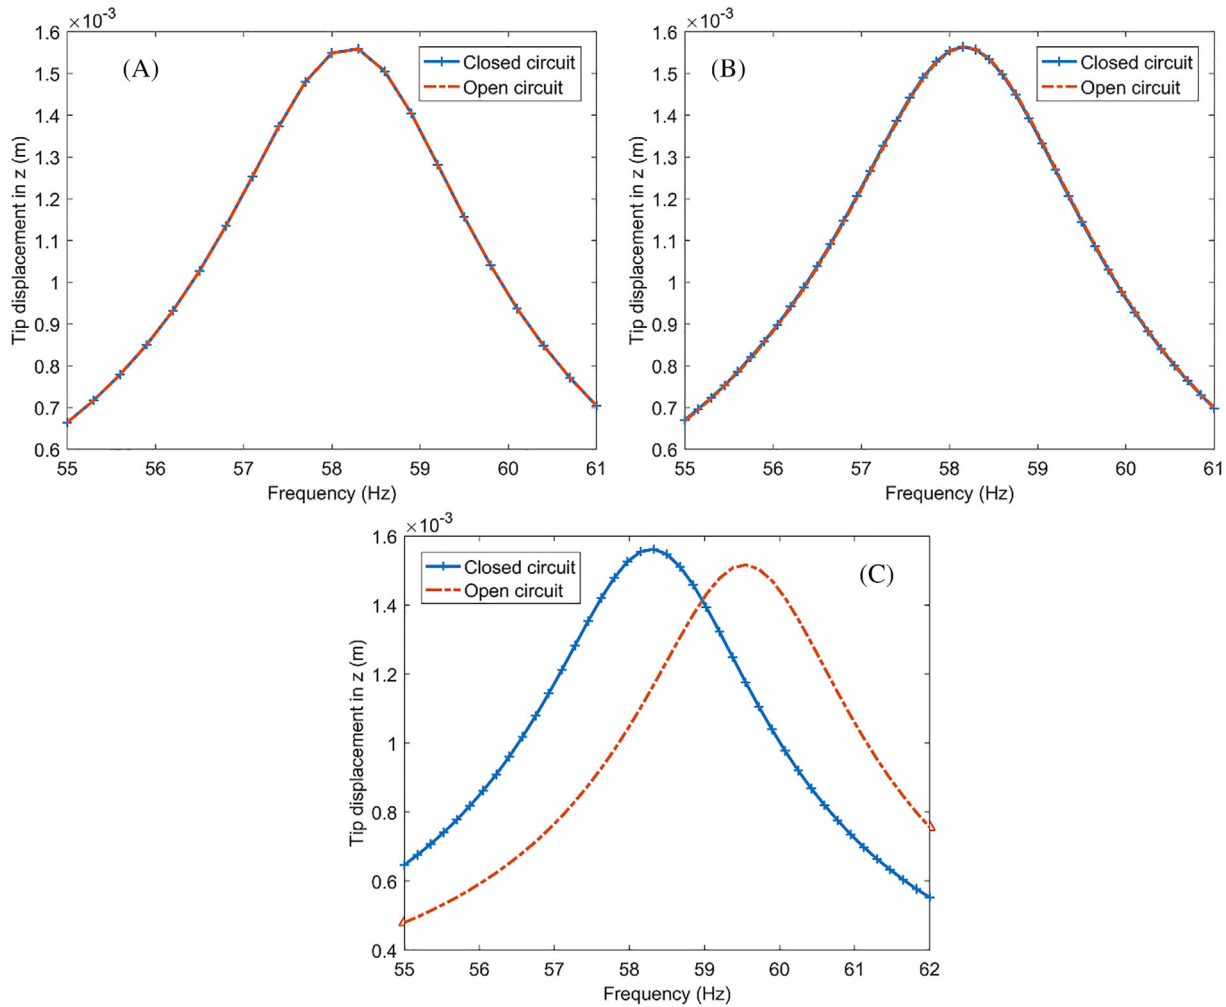 ×10⁻³
1.6
1.5
1.4
1.3
1.2
1.1
1
0.9
0.8
0.7
0.6
Tip displacement in z (m)
(A)
Closed circuit
Open circuit
55 56 57 58 59 60 61
Frequency (Hz)
×10⁻³
1.6
1.5
1.4
1.3
1.2
1.1
1
0.9
0.8
0.7
0.6
Tip displacement in z (m)
(B)
Closed circuit
Open circuit
55 56 57 58 59 60 61
Frequency (Hz)
×10⁻³
1.6
1.4
1.2
1
0.8
0.6
0.4
Tip displacement in z (m)
Closed circuit
Open circuit
(C)
55 56 57 58 59 60 61 62
Frequency (Hz)